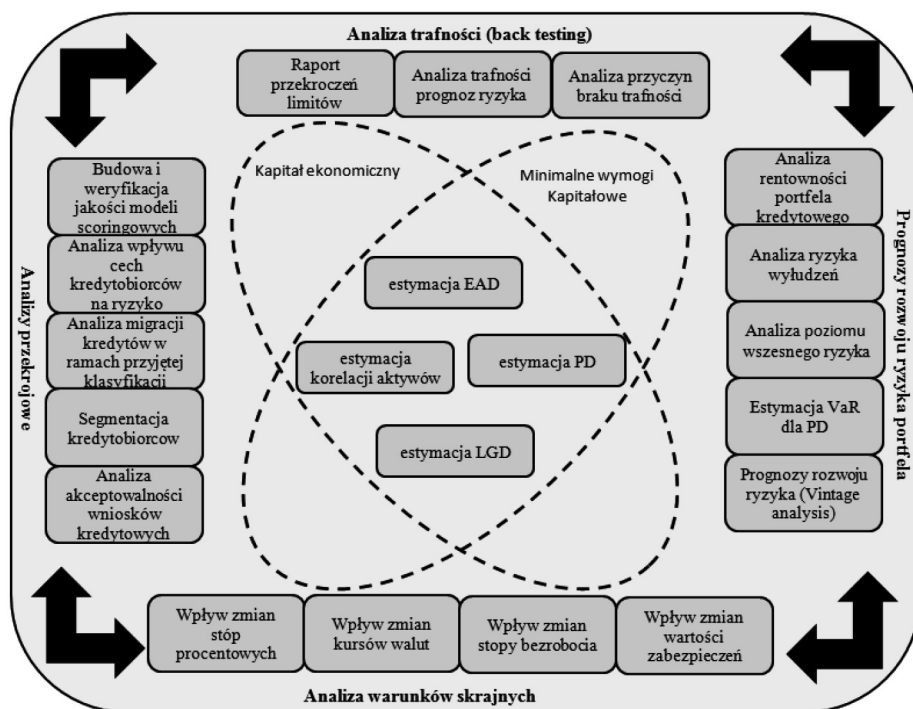 Analiza trafności (back testing)
Raport
przekroczeń
limitów
Analiza trafności
prognoz ryzyka
Analiza przyczyn
braku trafności
Kapitał ekonomiczny
Minimalne wymogi
Kapitałowe
Analizy przekrojowe
Budowa i
weryfikacja
jakości modeli
scoringowych
Analiza wpływu
cech
kredytobiorców
na ryzyko
Analiza migracji
kredytów w
ramach przyjętej
klasyfikacji
Segmentacja
kredytobiorcow
Analiza
akceptowalności
wniosków
kredytowych
estymacja EAD
estymacja
korelacji aktywów
estymacja PD
estymacja LGD
Analiza
rentowności
portfela
kredytowego
Analiza ryzyka
wyłudzeń
Analiza poziomu
wszesnego ryzyka
Estymacja VaR
dla PD
Prognozy rozwoju
ryzyka (Vintage
analysis)
Prognozy rozwoju ryzyka portfela
Wpływ zmian
stóp
procentowych
Wpływ zmian
kursów walut
Wpływ zmian
stopy bezrobocia
Wpływ zmian
wartości
zabezpieczeń
Analiza warunków skrajnych